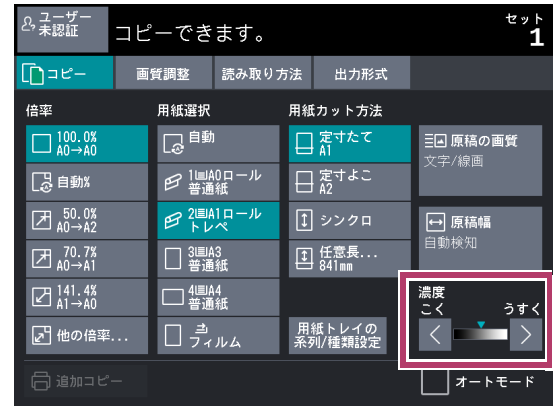 ユーザー
未認証
コピーできます。
セット
1
コピー
画質調整
読み取り方法
出力形式
倍率
用紙選択
用紙カット方法
100.0%
A0→A0
自動%
50.0%
A0→A2
70.7%
A0→A1
141.4%
A1→A0
他の倍率...
自動
1 A0ロール
普通紙
2 A1ロール
トレペ
3 A3
普通紙
4 A4
普通紙
フィルム
定寸たて
A1
定寸よこ
A2
シンクロ
任意長...
841mm
用紙トレイの
系列/種類設定
原稿の画質
文字/線画
原稿幅
自動検知
濃度
こく
うすく
追加コピー
オートモード